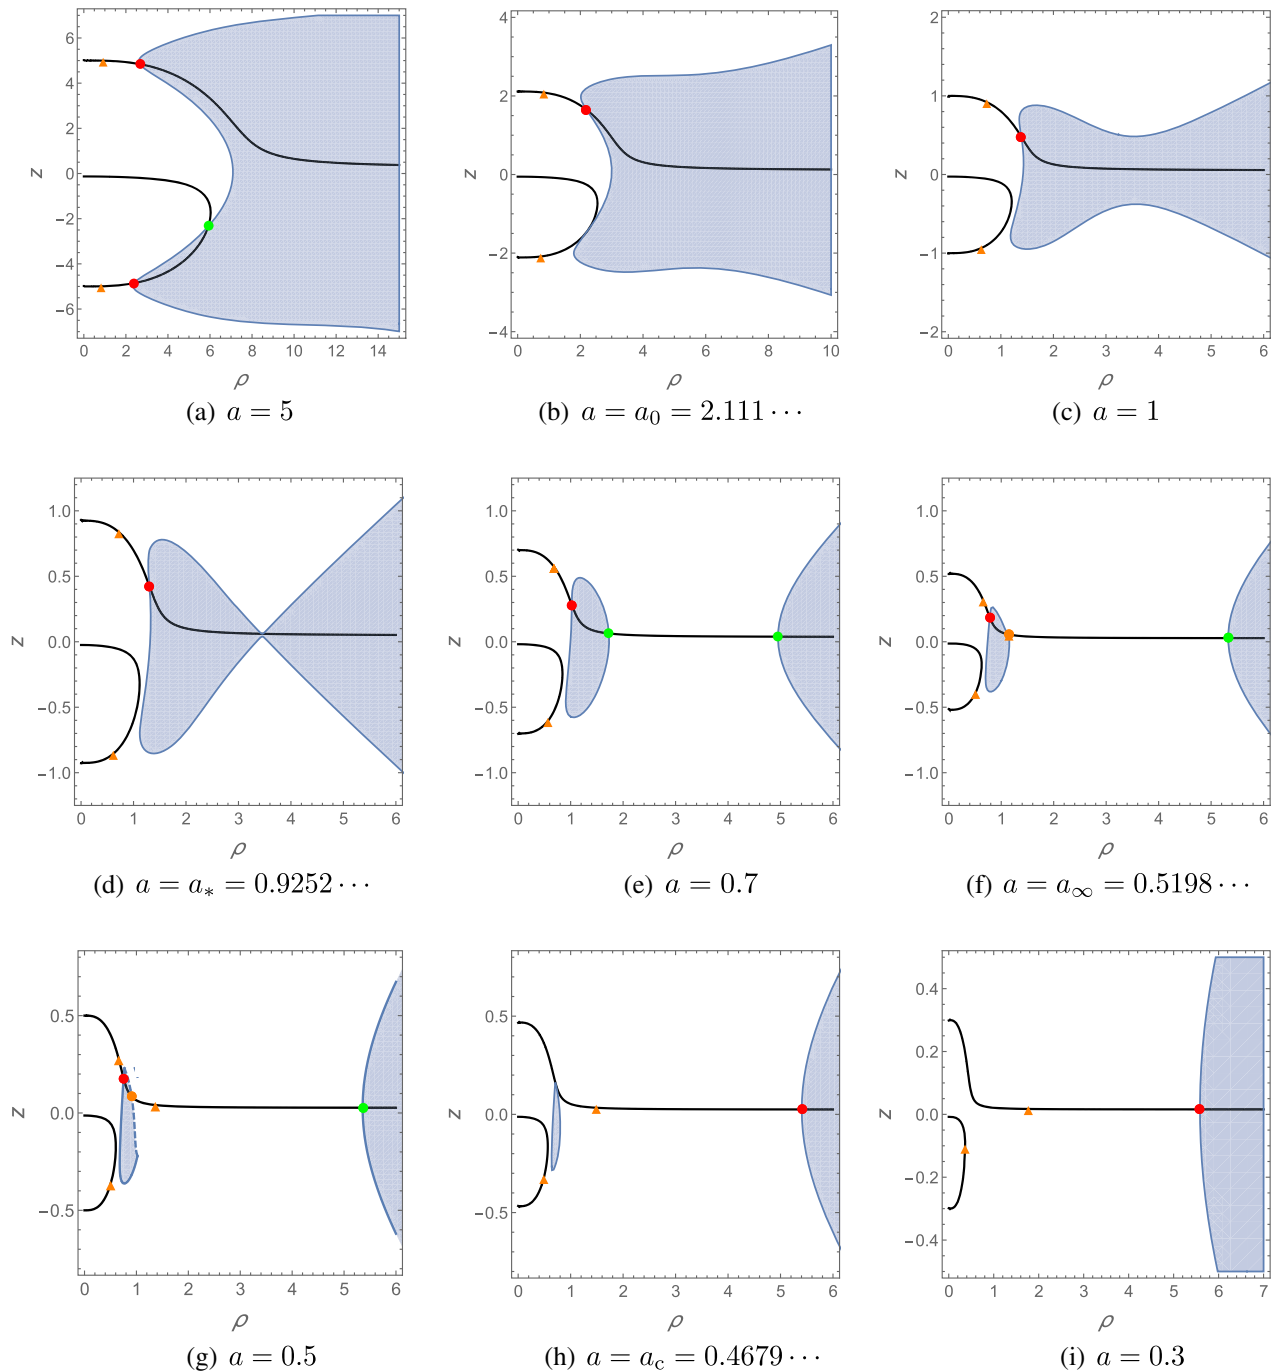 6
4
2
0
−2
−4
−6
z
0 2 4 6 8 10 12 14
ρ
(a) a = 5
4
2
0
−2
−4
z
0 2 4 6 8 10
ρ
(b) a = a₀ = 2.111 ⋯
2
1
0
−1
−2
z
0 1 2 3 4 5 6
ρ
(c) a = 1
1.0
0.5
0.0
−0.5
−1.0
z
0 1 2 3 4 5 6
ρ
(d) a = a∗ = 0.9252 ⋯
1.0
0.5
0.0
−0.5
−1.0
z
0 1 2 3 4 5 6
ρ
(e) a = 0.7
1.0
0.5
0.0
−0.5
−1.0
z
0 1 2 3 4 5 6
ρ
(f) a = a∞ = 0.5198 ⋯
0.5
0.0
−0.5
z
0 1 2 3 4 5 6
ρ
(g) a = 0.5
0.5
0.0
−0.5
z
0 1 2 3 4 5 6
ρ
(h) a = a_c = 0.4679 ⋯
0.4
0.2
0.0
−0.2
−0.4
z
0 1 2 3 4 5 6 7
ρ
(i) a = 0.3